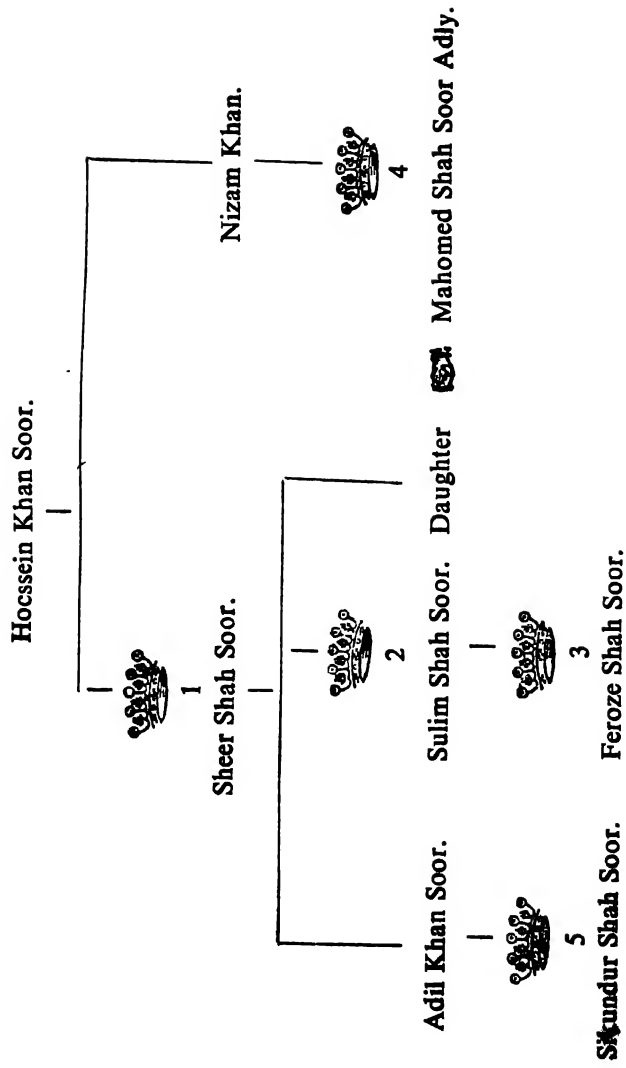 Hocssein Khan Soor.
1
Sheer Shah Soor.
Nizam Khan.
2
4
Adil Khan Soor.
Sulim Shah Soor.
Daughter
Mahomed Shah Soor Adly.
5
3
Sikundur Shah Soor.
Feroze Shah Soor.